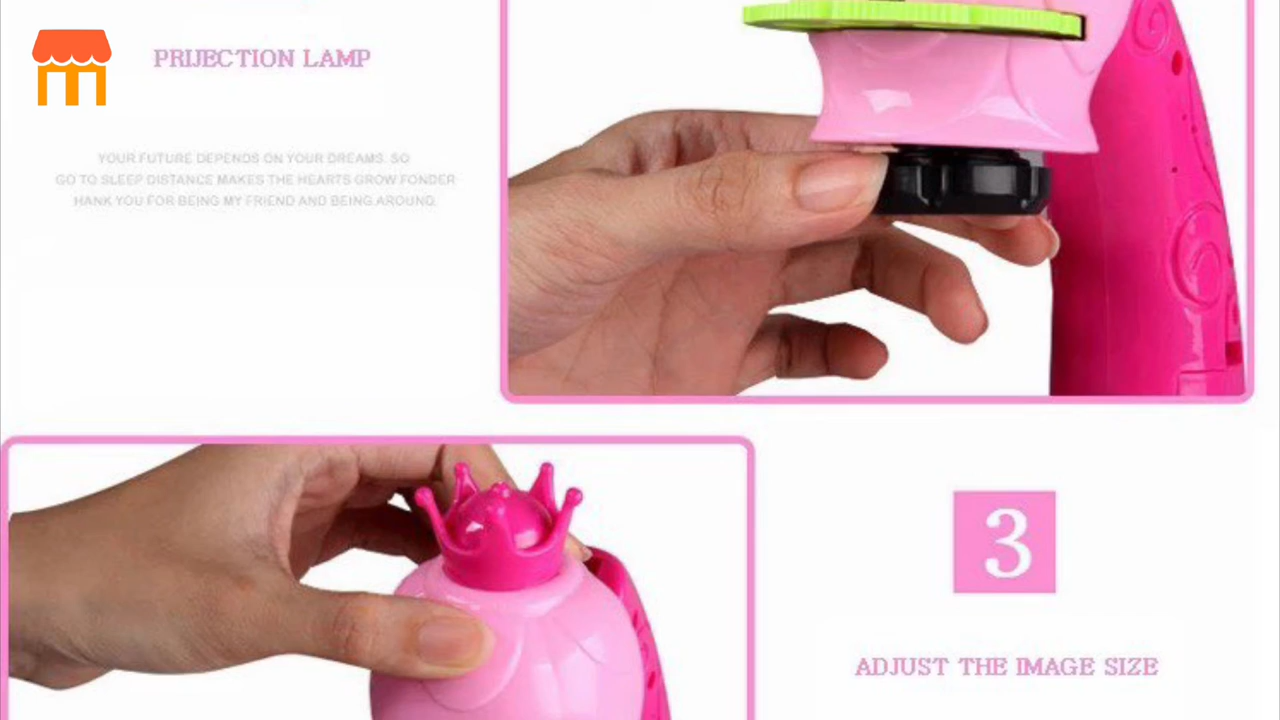 PRIJECTION LAMP
YOUR FUTURE DEPENDS ON YOUR DREAMS. SO
GO TO SLEEP DISTANCE MAKES THE HEARTS GROW FONDER
HANK YOU FOR BEING MY FRIEND AND BEING AROUND.
3
ADJUST THE IMAGE SIZE